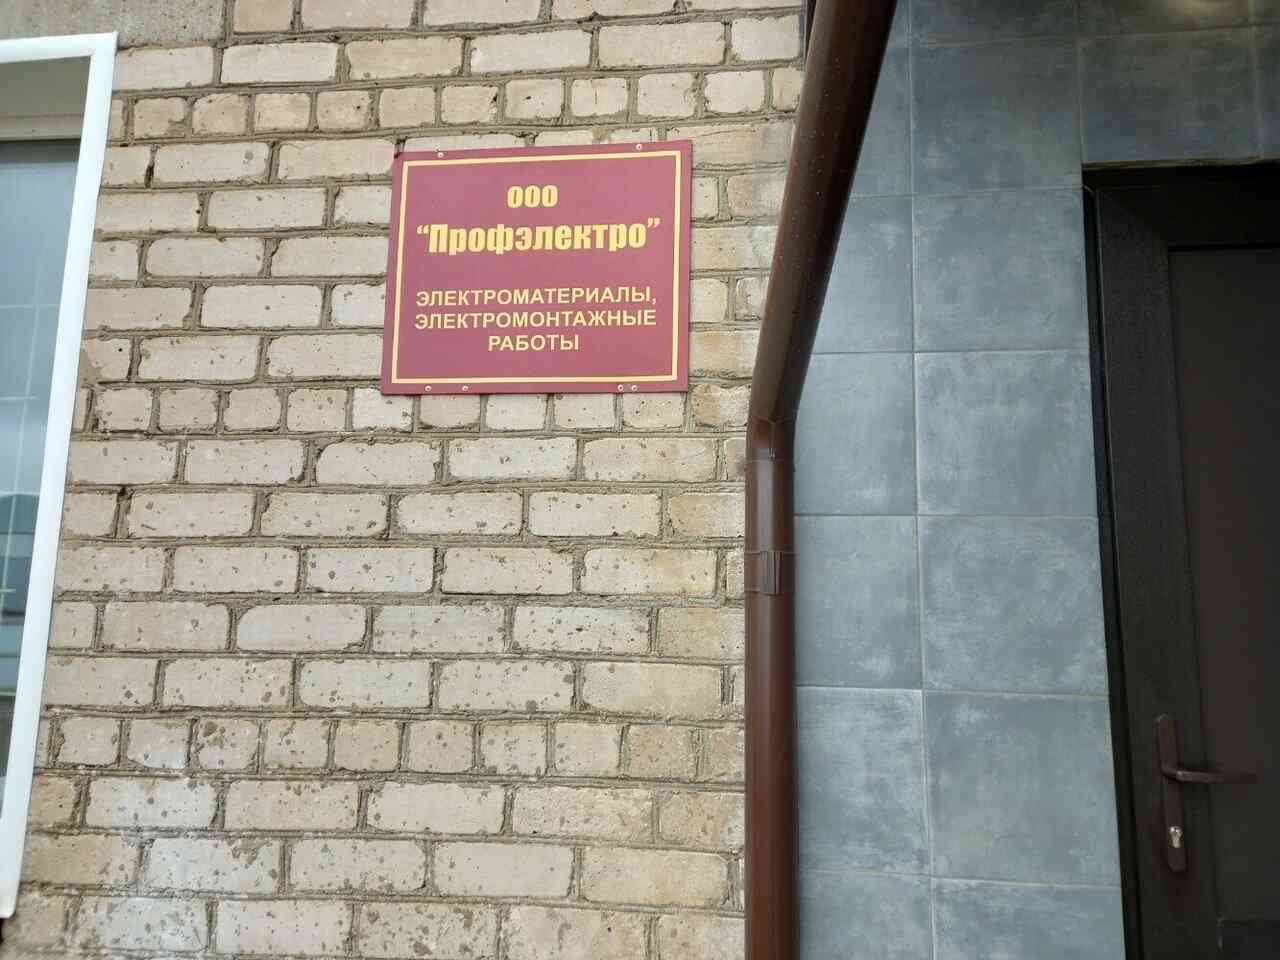 ООО
“Профэлектро”
ЭЛЕКТРОМАТЕРИАЛЫ,
ЭЛЕКТРОМОНТАЖНЫЕ
РАБОТЫ